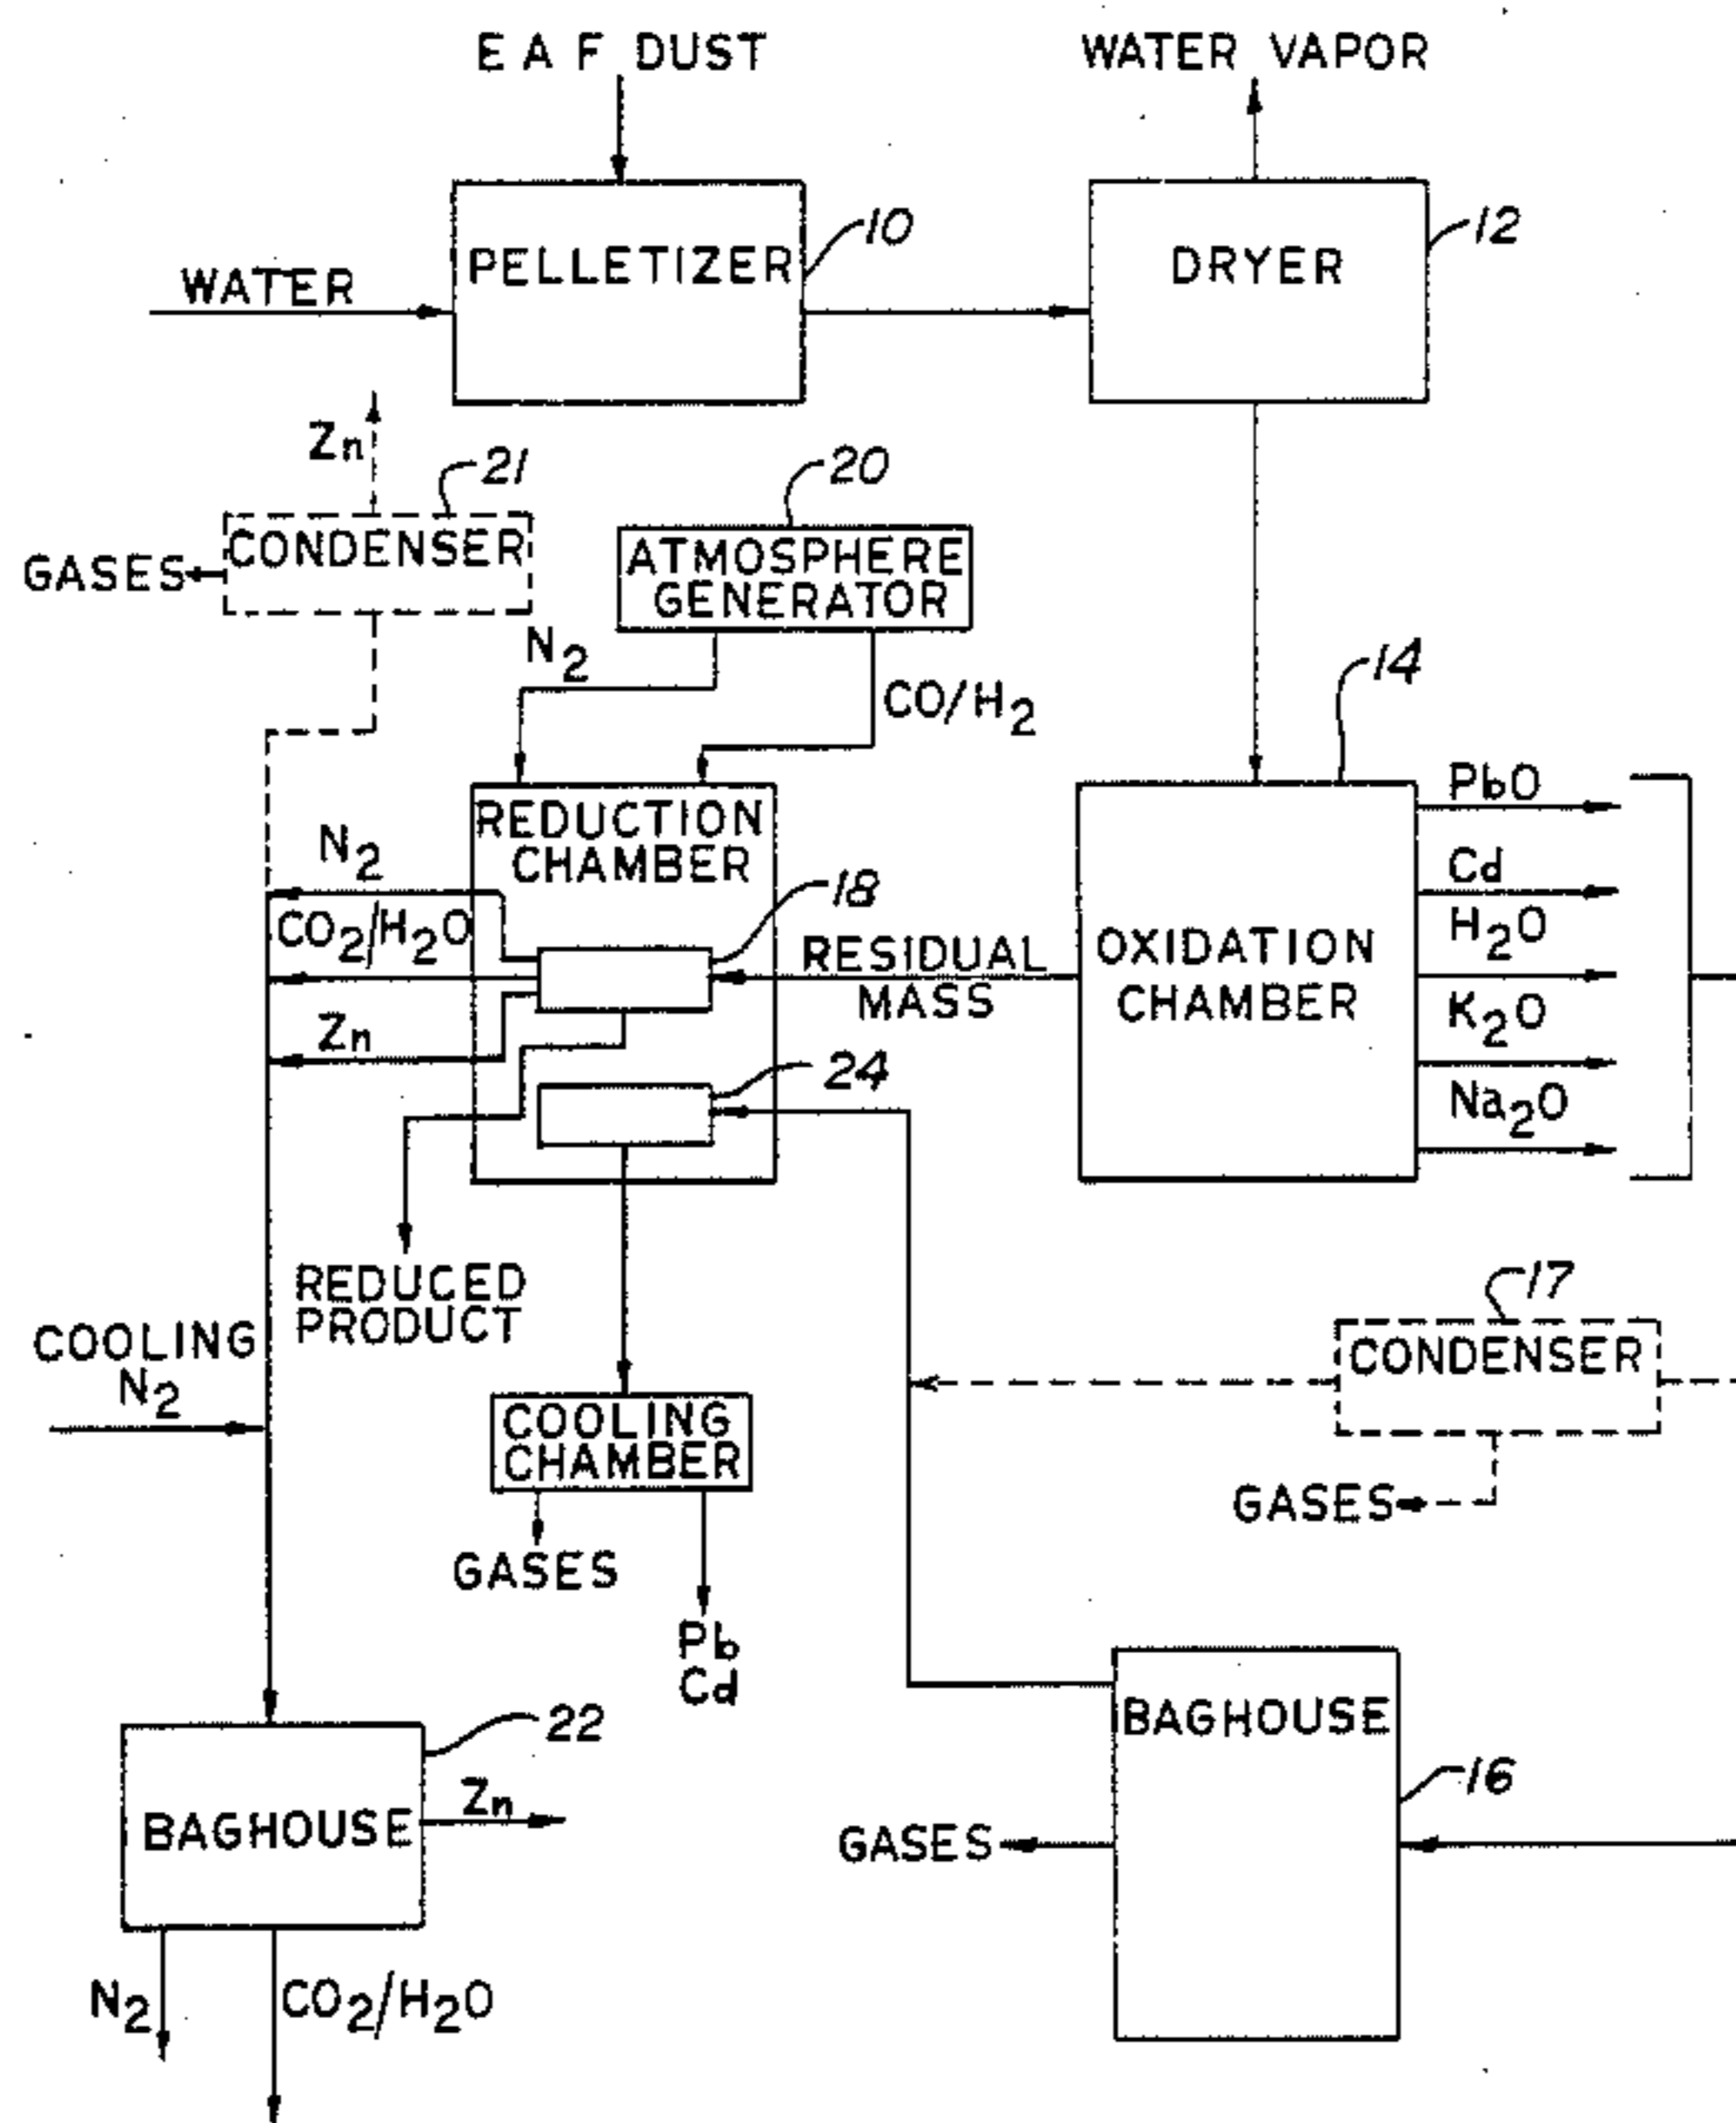 E A F DUST
WATER VAPOR
10
12
PELLETIZER
DRYER
WATER
Zn
21
20
CONDENSER
GASES
ATMOSPHERE
GENERATOR
N2
14
CO/H2
PbO
REDUCTION
CHAMBER
N2
Cd
18
CO2/H2O
H2O
RESIDUAL
MASS
OXIDATION
CHAMBER
K2O
Zn
24
Na2O
REDUCED
PRODUCT
17
COOLING
N2
CONDENSER
COOLING
CHAMBER
GASES
GASES
Pb
Cd
22
BAGHOUSE
16
Zn
BAGHOUSE
GASES
N2
CO2/H2O